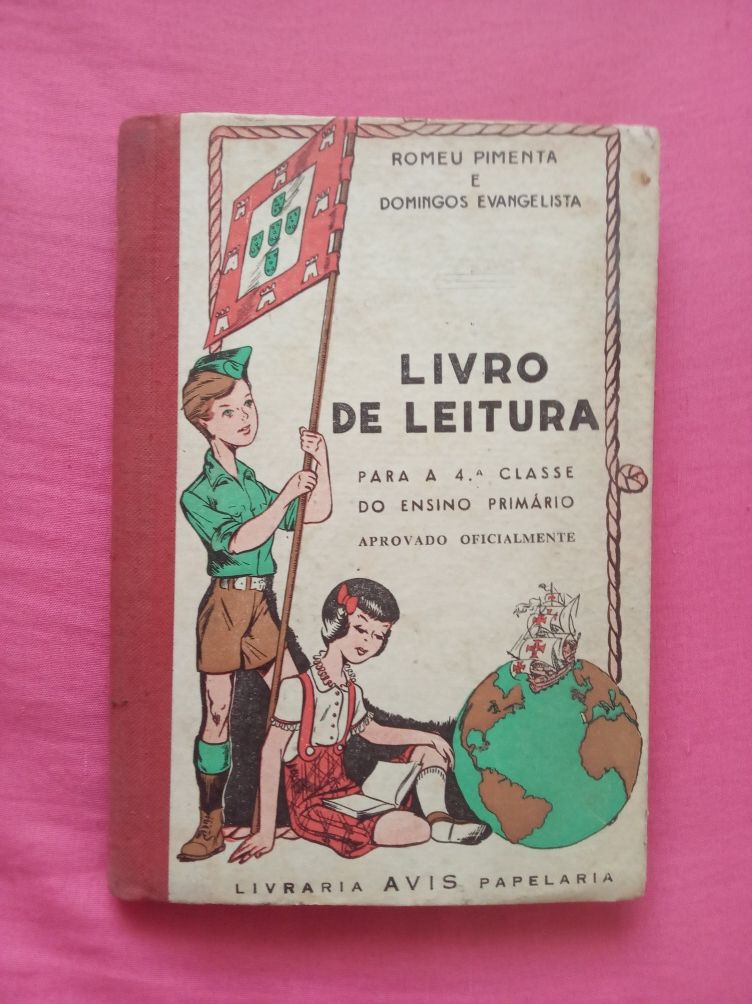 ROMEU PIMENTA
E
DOMINGOS EVANGELISTA
LIVRO
DE LEITURA
PARA A 4.ª CLASSE
DO ENSINO PRIMÁRIO
APROVADO OFICIALMENTE
LIVRARIA AVIS PAPELARIA